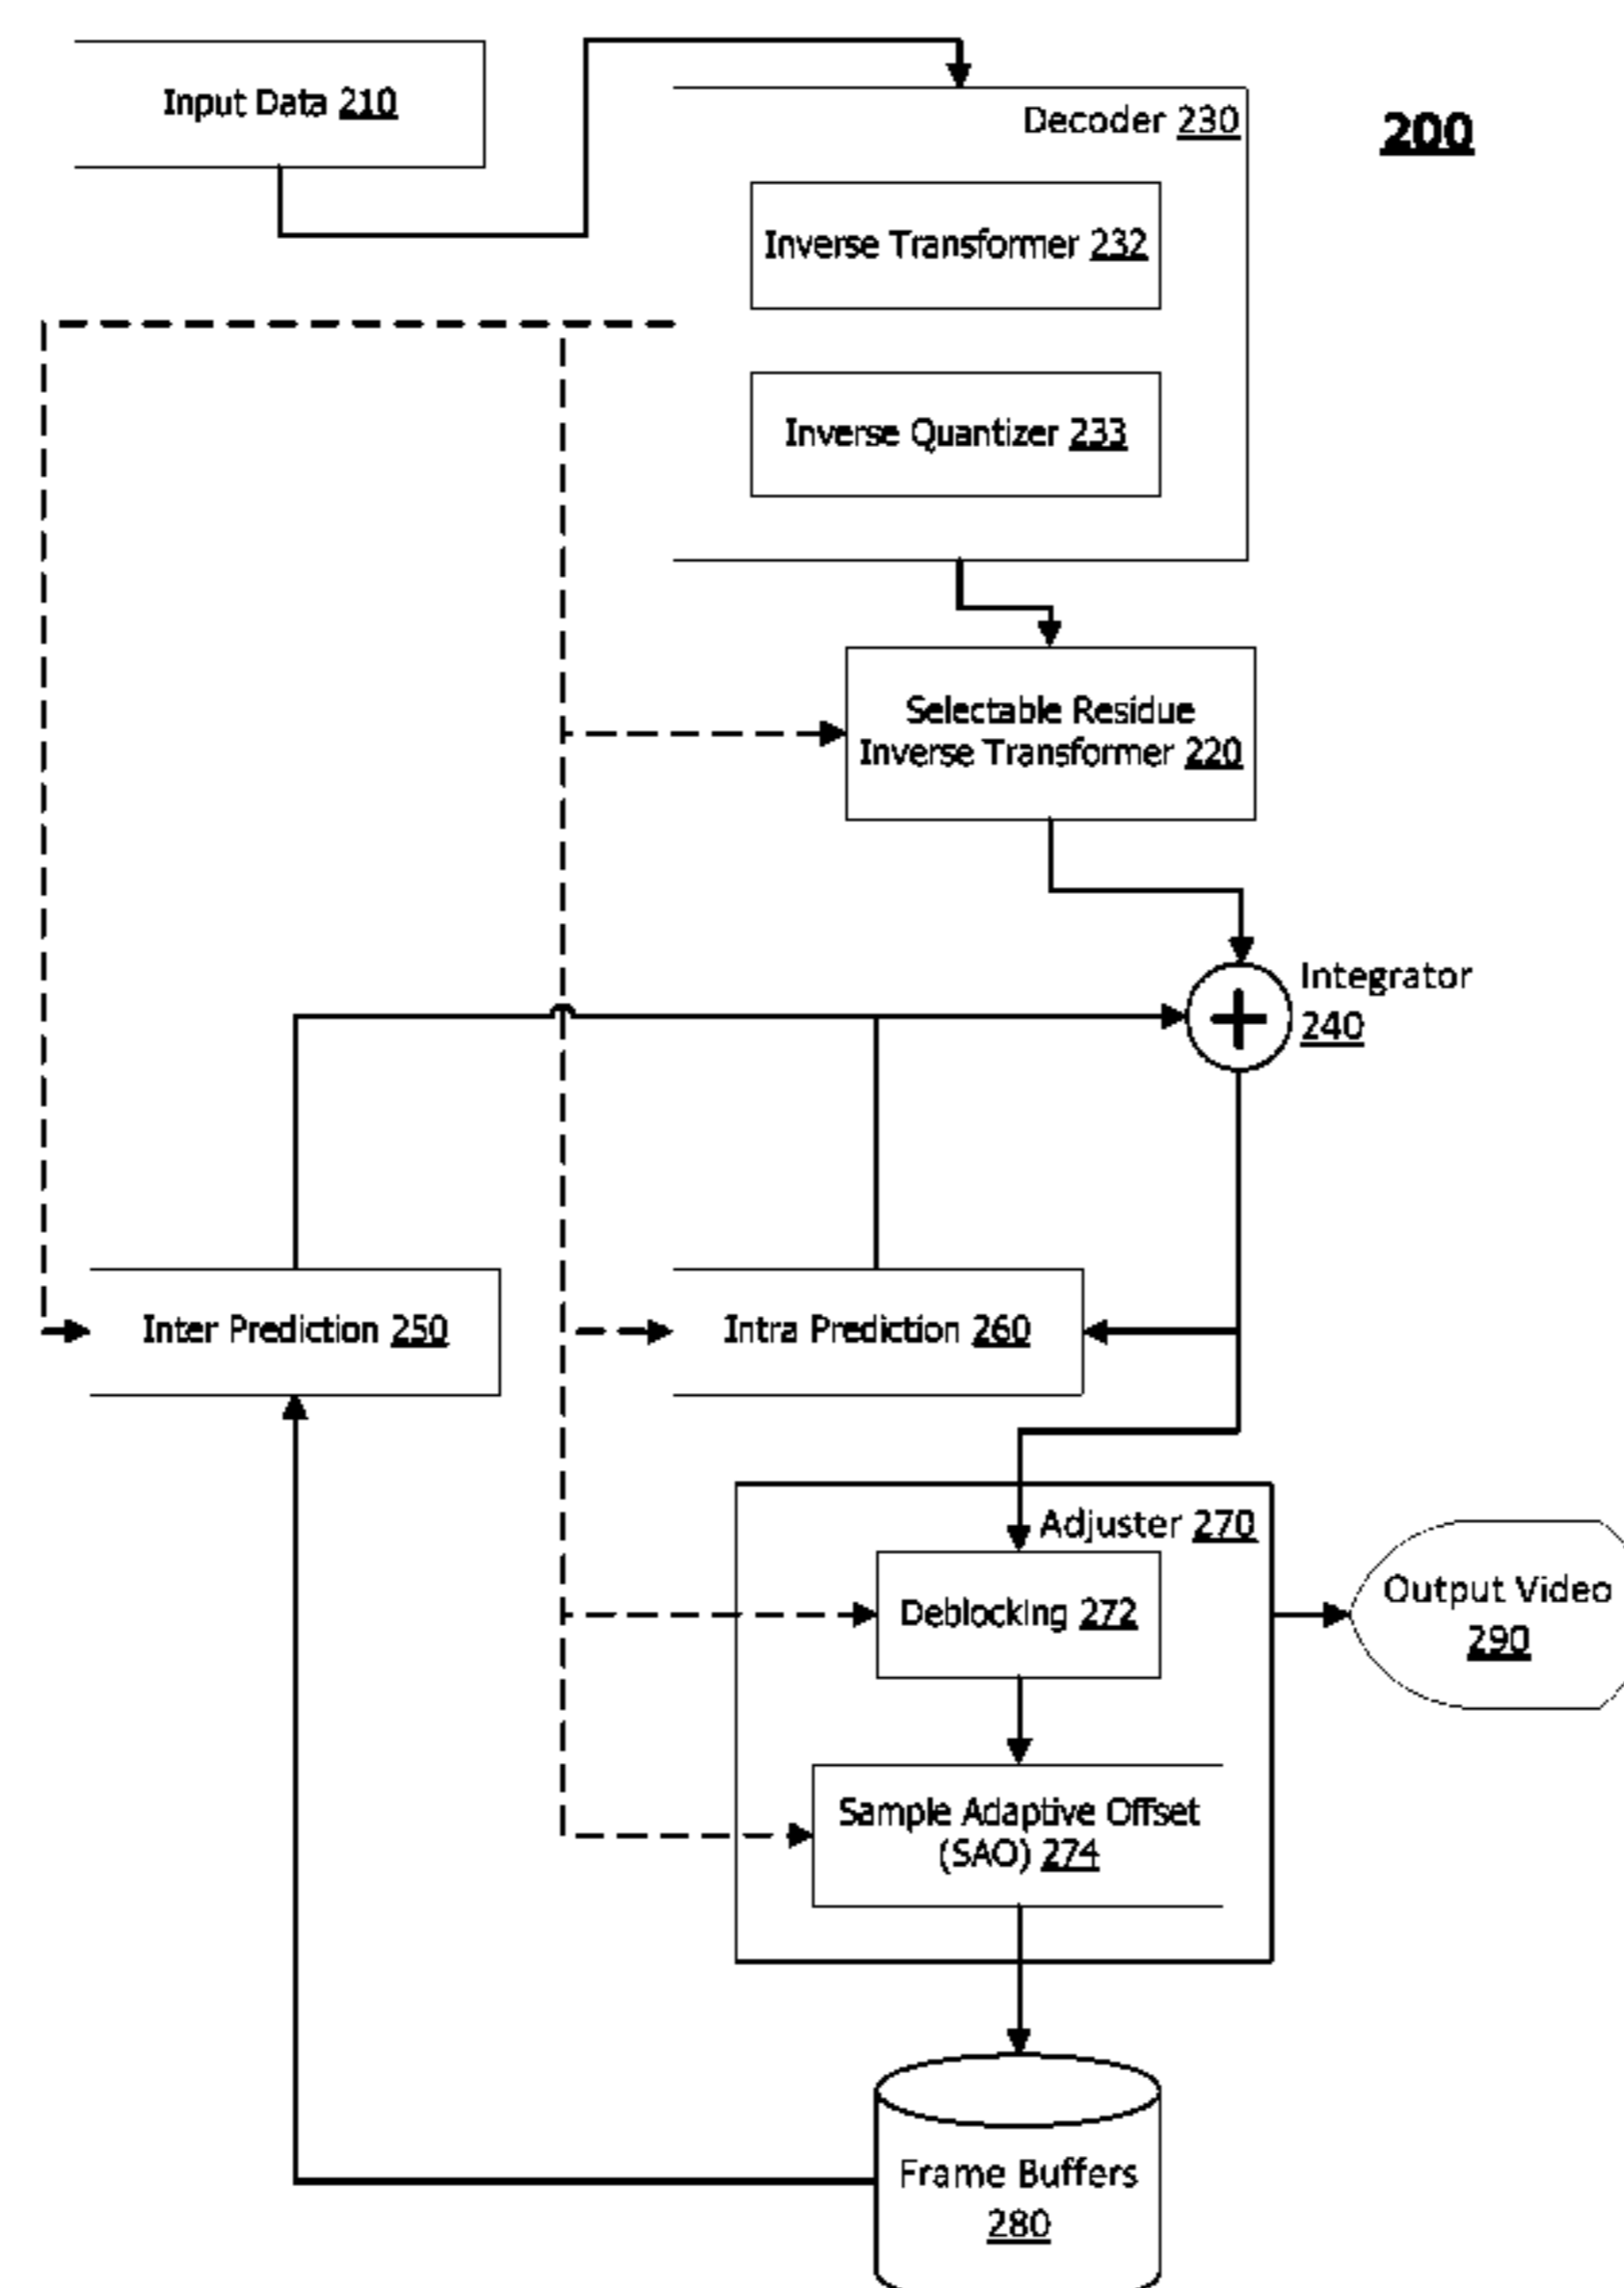 Input Data 210
Decoder 230
200
Inverse Transformer 232
Inverse Quantizer 233
Selectable Residue
Inverse Transformer 220
Integrator
240
Inter Prediction 250
Intra Prediction 260
Adjuster 270
Deblocking 272
Output Video
290
Sample Adaptive Offset
(SAO) 274
Frame Buffers
280